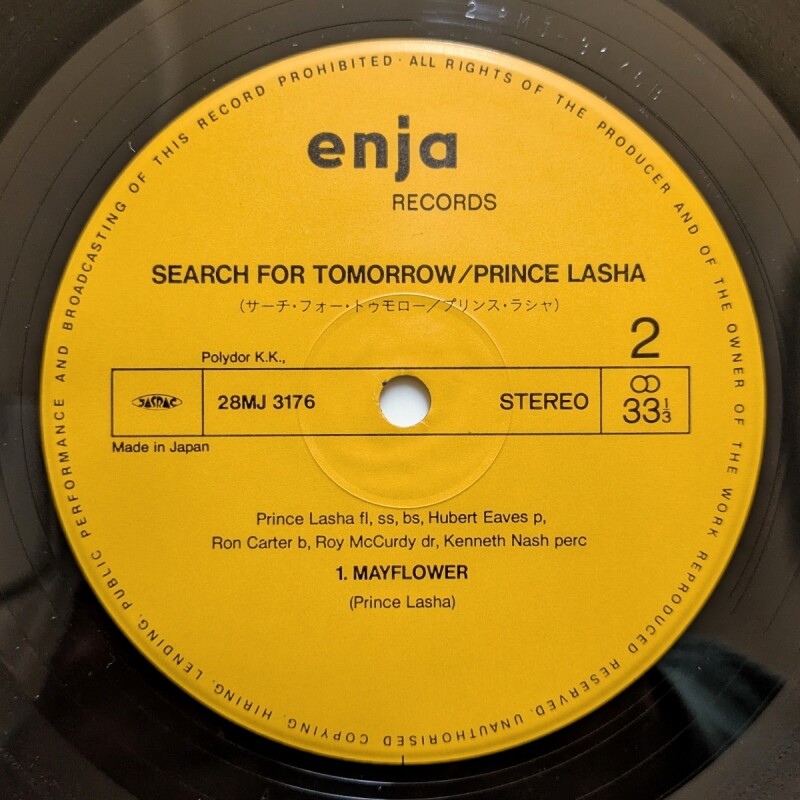 enja
RECORDS
SEARCH FOR TOMORROW/PRINCE LASHA
(サーチ・フォー・トゥモロー/プリンス・ラシャ)
2
Polydor K.K.,
JASRAC
28MJ 3176
STEREO
33 1/3
Made in Japan
Prince Lasha fl, ss, bs, Hubert Eaves p,
Ron Carter b, Roy McCurdy dr, Kenneth Nash perc
1. MAYFLOWER
(Prince Lasha)
ALL RIGHTS OF THE PRODUCER AND OF THE OWNER OF THE WORK REPRODUCED RESERVED. UNAUTHORISED COPYING. HIRING. LENDING. PUBLIC PERFORMANCE AND BROADCASTING OF THIS RECORD PROHIBITED ·